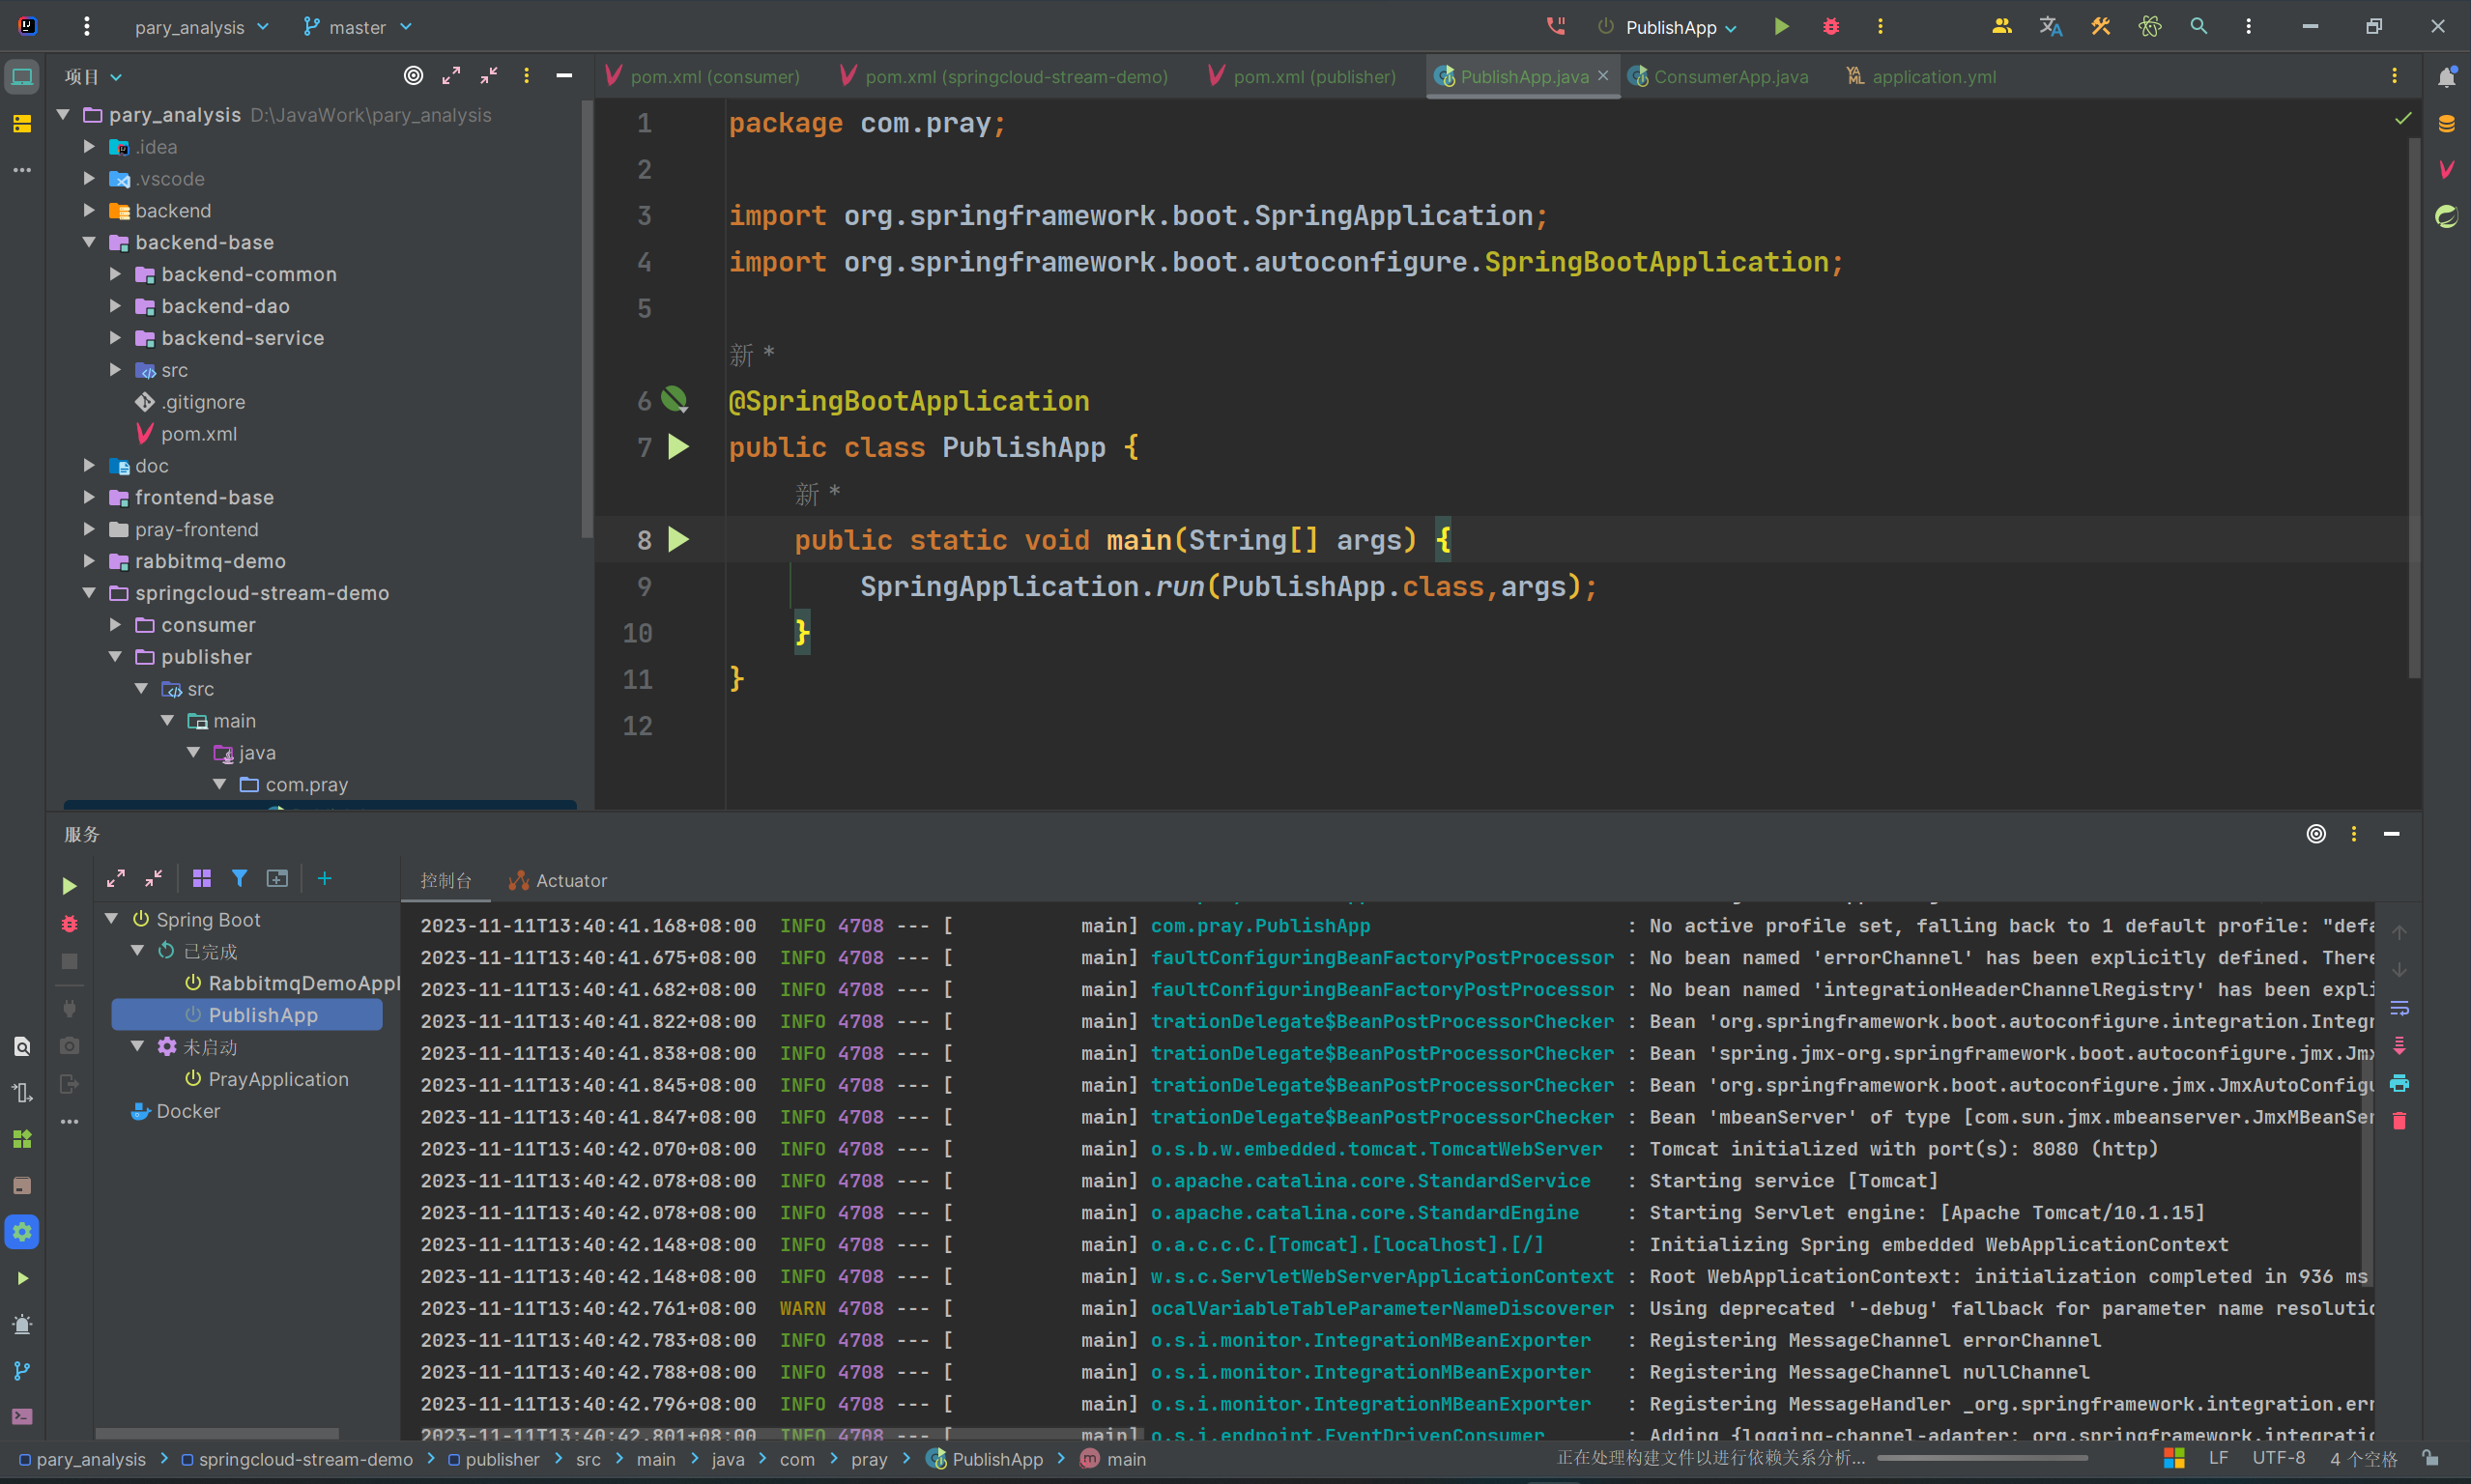 pary_analysis
master
PublishApp
项目
pom.xml (consumer)
pom.xml (springcloud-stream-demo)
pom.xml (publisher)
PublishApp.java
ConsumerApp.java
application.yml
pary_analysis D:\JavaWork\pary_analysis
.idea
.vscode
backend
backend-base
backend-common
backend-dao
backend-service
src
.gitignore
pom.xml
doc
frontend-base
pray-frontend
rabbitmq-demo
springcloud-stream-demo
consumer
publisher
src
main
java
com.pray
1 package com.pray;
2
3 import org.springframework.boot.SpringApplication;
4 import org.springframework.boot.autoconfigure.SpringBootApplication;
5
新 *
6 @SpringBootApplication
7 public class PublishApp {
新 *
8 public static void main(String[] args) {
9 SpringApplication.run(PublishApp.class,args);
10 }
11 }
12
服务
控制台
Actuator
Spring Boot
已完成
RabbitmqDemoAppl
PublishApp
未启动
PrayApplication
Docker
2023-11-11T13:40:41.168+08:00 INFO 4708 --- [ main] com.pray.PublishApp : No active profile set, falling back to 1 default profile: "defa
2023-11-11T13:40:41.675+08:00 INFO 4708 --- [ main] faultConfiguringBeanFactoryPostProcessor : No bean named 'errorChannel' has been explicitly defined. There
2023-11-11T13:40:41.682+08:00 INFO 4708 --- [ main] faultConfiguringBeanFactoryPostProcessor : No bean named 'integrationHeaderChannelRegistry' has been expli
2023-11-11T13:40:41.822+08:00 INFO 4708 --- [ main] trationDelegate$BeanPostProcessorChecker : Bean 'org.springframework.boot.autoconfigure.integration.Integr
2023-11-11T13:40:41.838+08:00 INFO 4708 --- [ main] trationDelegate$BeanPostProcessorChecker : Bean 'spring.jmx-org.springframework.boot.autoconfigure.jmx.Jmx
2023-11-11T13:40:41.845+08:00 INFO 4708 --- [ main] trationDelegate$BeanPostProcessorChecker : Bean 'org.springframework.boot.autoconfigure.jmx.JmxAutoConfigu
2023-11-11T13:40:41.847+08:00 INFO 4708 --- [ main] trationDelegate$BeanPostProcessorChecker : Bean 'mbeanServer' of type [com.sun.jmx.mbeanserver.JmxMBeanSer
2023-11-11T13:40:42.070+08:00 INFO 4708 --- [ main] o.s.b.w.embedded.tomcat.TomcatWebServer : Tomcat initialized with port(s): 8080 (http)
2023-11-11T13:40:42.078+08:00 INFO 4708 --- [ main] o.apache.catalina.core.StandardService : Starting service [Tomcat]
2023-11-11T13:40:42.078+08:00 INFO 4708 --- [ main] o.apache.catalina.core.StandardEngine : Starting Servlet engine: [Apache Tomcat/10.1.15]
2023-11-11T13:40:42.148+08:00 INFO 4708 --- [ main] o.a.c.c.C.[Tomcat].[localhost].[/] : Initializing Spring embedded WebApplicationContext
2023-11-11T13:40:42.148+08:00 INFO 4708 --- [ main] w.s.c.ServletWebServerApplicationContext : Root WebApplicationContext: initialization completed in 936 ms
2023-11-11T13:40:42.761+08:00 WARN 4708 --- [ main] ocalVariableTableParameterNameDiscoverer : Using deprecated '-debug' fallback for parameter name resolutio
2023-11-11T13:40:42.783+08:00 INFO 4708 --- [ main] o.s.i.monitor.IntegrationMBeanExporter : Registering MessageChannel errorChannel
2023-11-11T13:40:42.788+08:00 INFO 4708 --- [ main] o.s.i.monitor.IntegrationMBeanExporter : Registering MessageChannel nullChannel
2023-11-11T13:40:42.796+08:00 INFO 4708 --- [ main] o.s.i.monitor.IntegrationMBeanExporter : Registering MessageHandler _org.springframework.integration.err
2023-11-11T13:40:42.801+08:00 INFO 4708 --- [ main] o.s.i.endpoint.EventDrivenConsumer : Adding {logging-channel-adapter: org.springframework.integratio
pary_analysis > springcloud-stream-demo > publisher > src > main > java > com > pray > PublishApp > main
正在处理构建文件以进行依赖关系分析...
LF
UTF-8
4 个空格